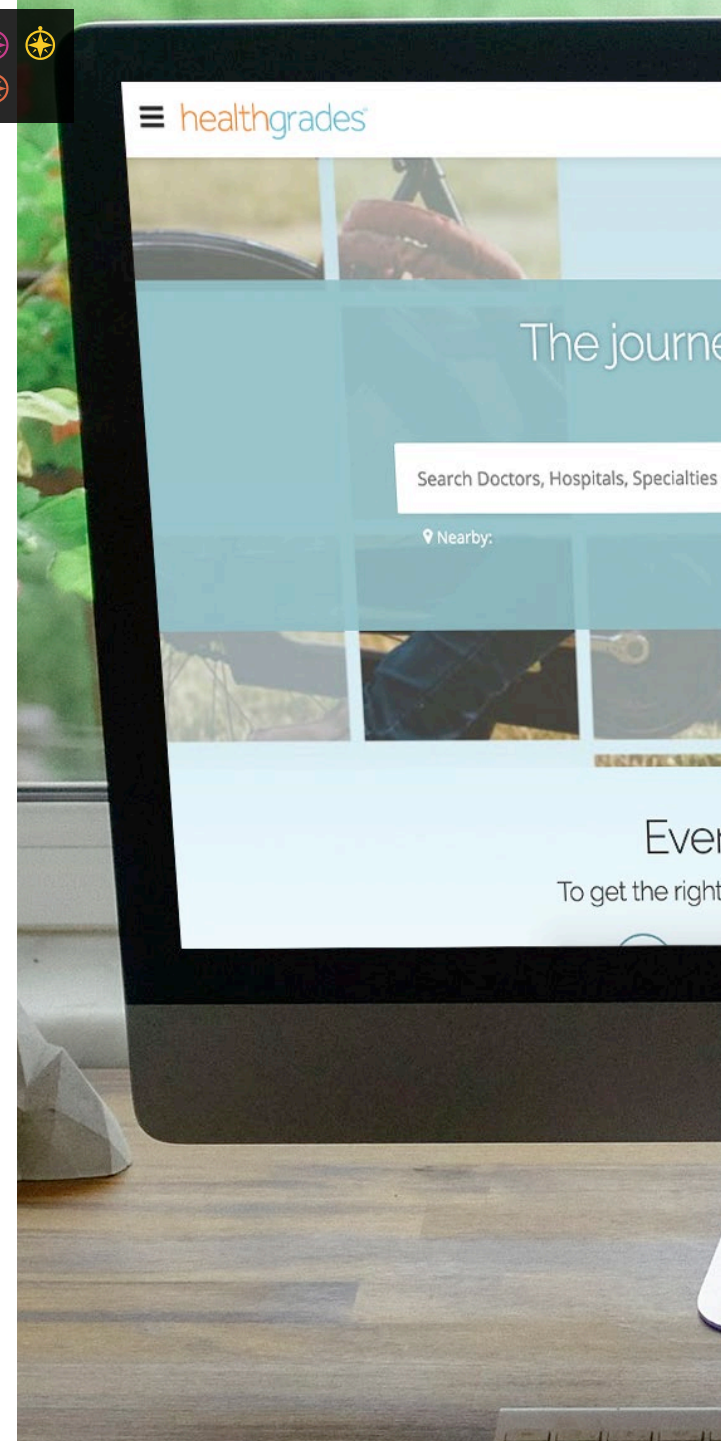 healthgrades
The journe
Search Doctors, Hospitals, Specialties
Nearby:
Ever
To get the right